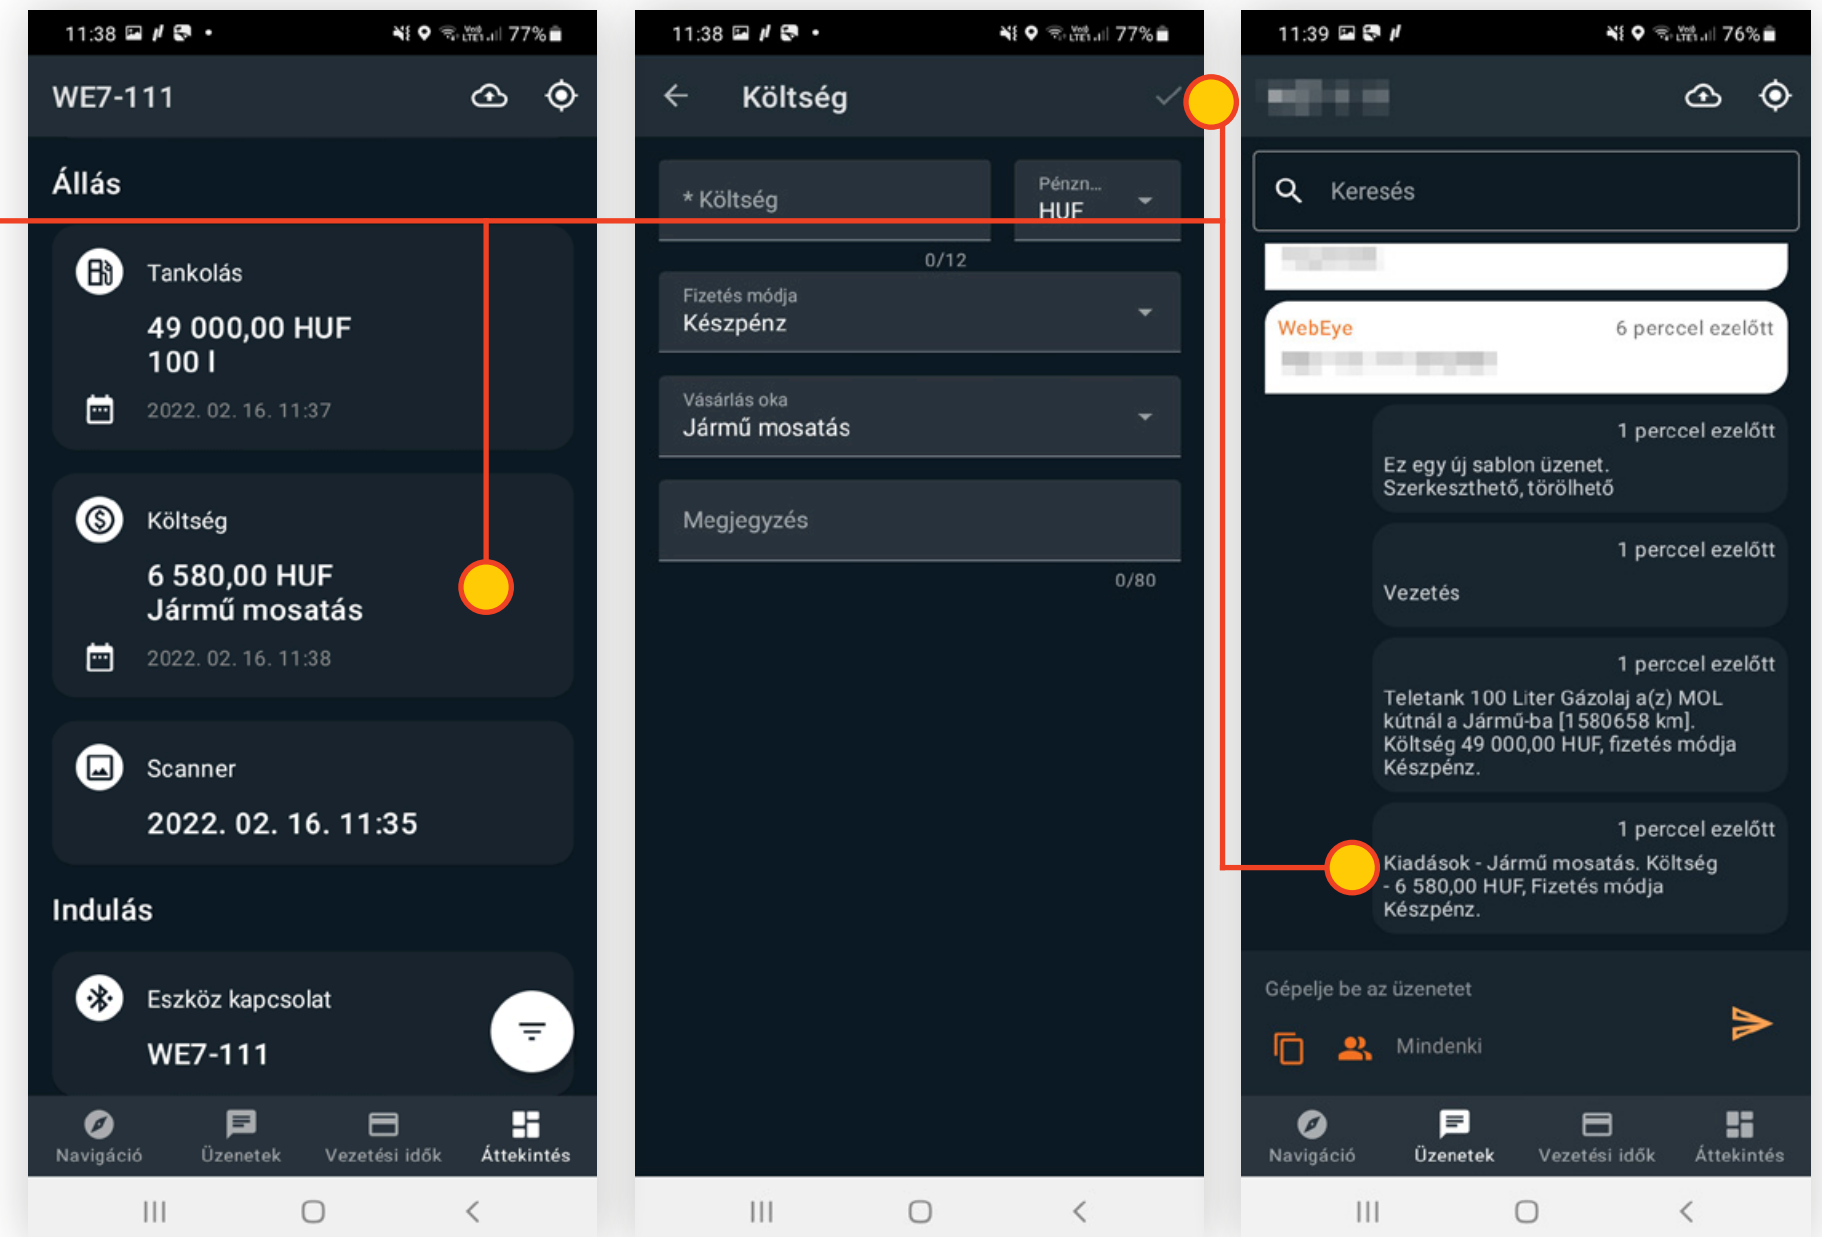 11:38
77%
WE7-111
Állás
Tankolás
49 000,00 HUF
100 l
2022. 02. 16. 11:37
Költség
6 580,00 HUF
Jármű mosatás
2022. 02. 16. 11:38
Scanner
2022. 02. 16. 11:35
Indulás
Eszköz kapcsolat
WE7-111
Navigáció
Üzenetek
Vezetési idők
Áttekintés
11:38
77%
Költség
* Költség
Pénzn...
HUF
0/12
Fizetés módja
Készpénz
Vásárlás oka
Jármű mosatás
Megjegyzés
0/80
11:39
76%
Keresés
WebEye
6 perccel ezelőtt
1 perccel ezelőtt
Ez egy új sablon üzenet.
Szerkeszthető, törölhető
1 perccel ezelőtt
Vezetés
1 perccel ezelőtt
Teletank 100 Liter Gázolaj a(z) MOL
kútnál a Jármű-ba [1580658 km].
Költség 49 000,00 HUF, fizetés módja
Készpénz.
1 perccel ezelőtt
Kiadások - Jármű mosatás. Költség
- 6 580,00 HUF, Fizetés módja
Készpénz.
Gépelje be az üzenetet
Mindenki
Navigáció
Üzenetek
Vezetési idők
Áttekintés